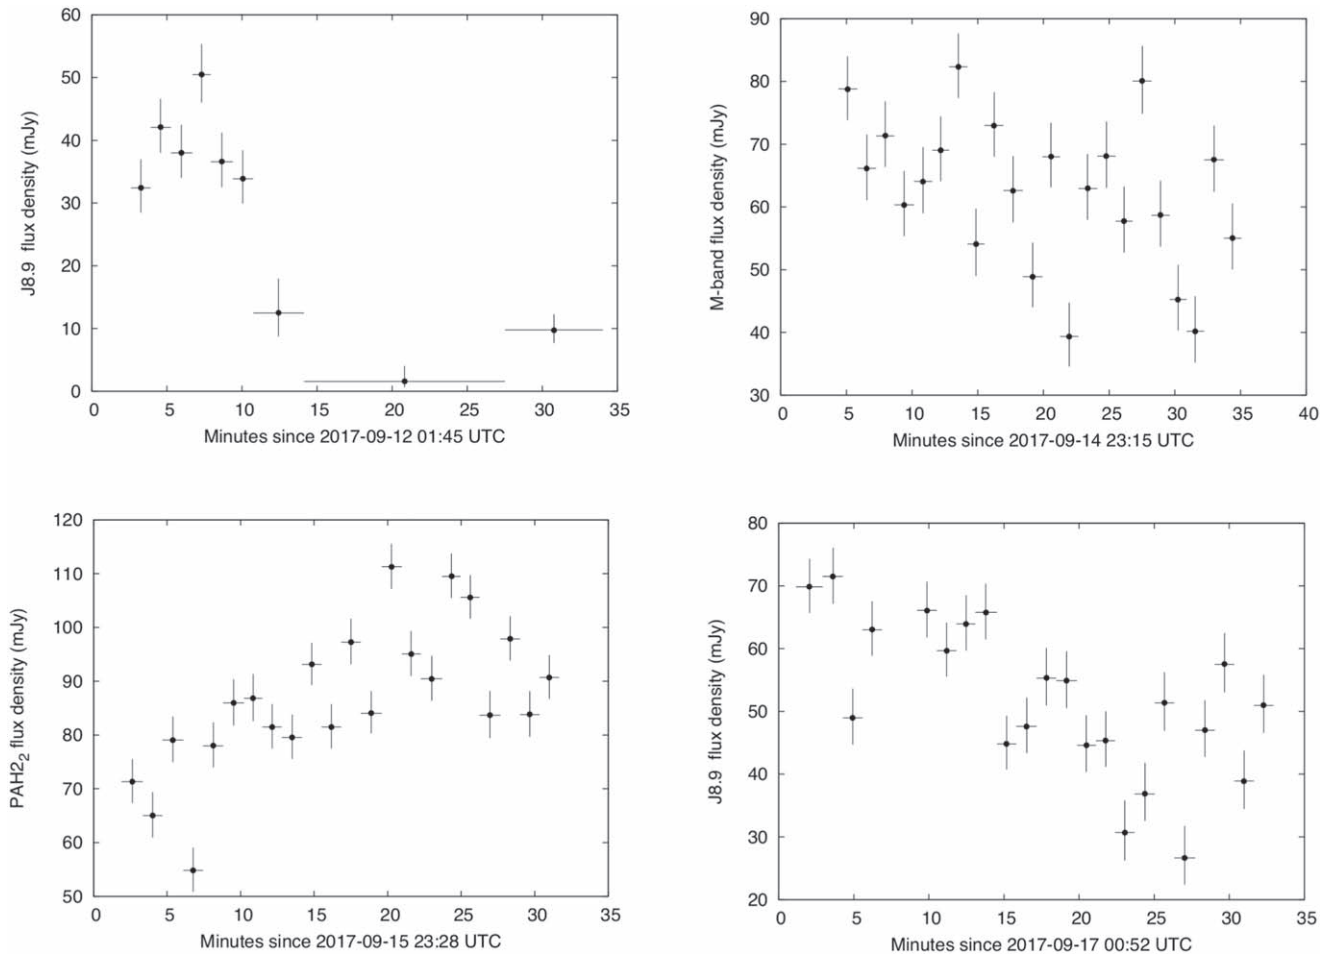 60
50
40
30
20
10
0
J8.9 flux density (mJy)
0 5 10 15 20 25 30 35
Minutes since 2017-09-12 01:45 UTC
90
80
70
60
50
40
30
M-band flux density (mJy)
0 5 10 15 20 25 30 35 40
Minutes since 2017-09-14 23:15 UTC
120
110
100
90
80
70
60
50
PAH2₂ flux density (mJy)
0 5 10 15 20 25 30 35
Minutes since 2017-09-15 23:28 UTC
80
70
60
50
40
30
20
J8.9 flux density (mJy)
0 5 10 15 20 25 30 35
Minutes since 2017-09-17 00:52 UTC